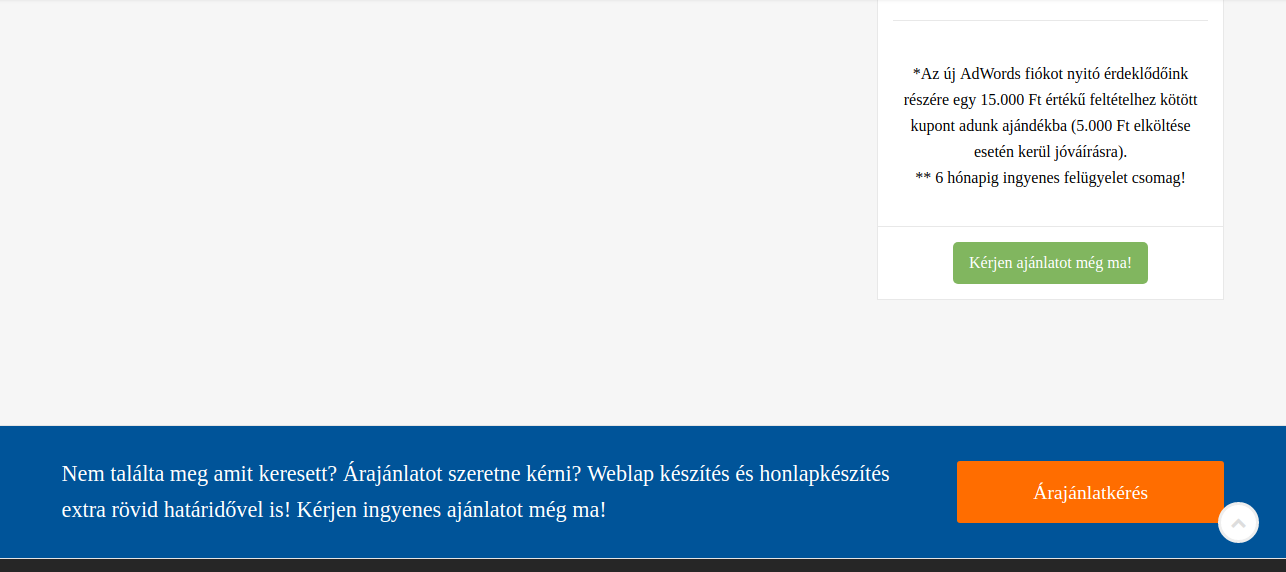 *Az új AdWords fiókot nyitó érdeklődőink
részére egy 15.000 Ft értékű feltételhez kötött
kupont adunk ajándékba (5.000 Ft elköltése
esetén kerül jóváírásra).
** 6 hónapig ingyenes felügyelet csomag!
Kérjen ajánlatot még ma!
Nem találta meg amit keresett? Árajánlatot szeretne kérni? Weblap készítés és honlapkészítés
extra rövid határidővel is! Kérjen ingyenes ajánlatot még ma!
Árajánlatkérés